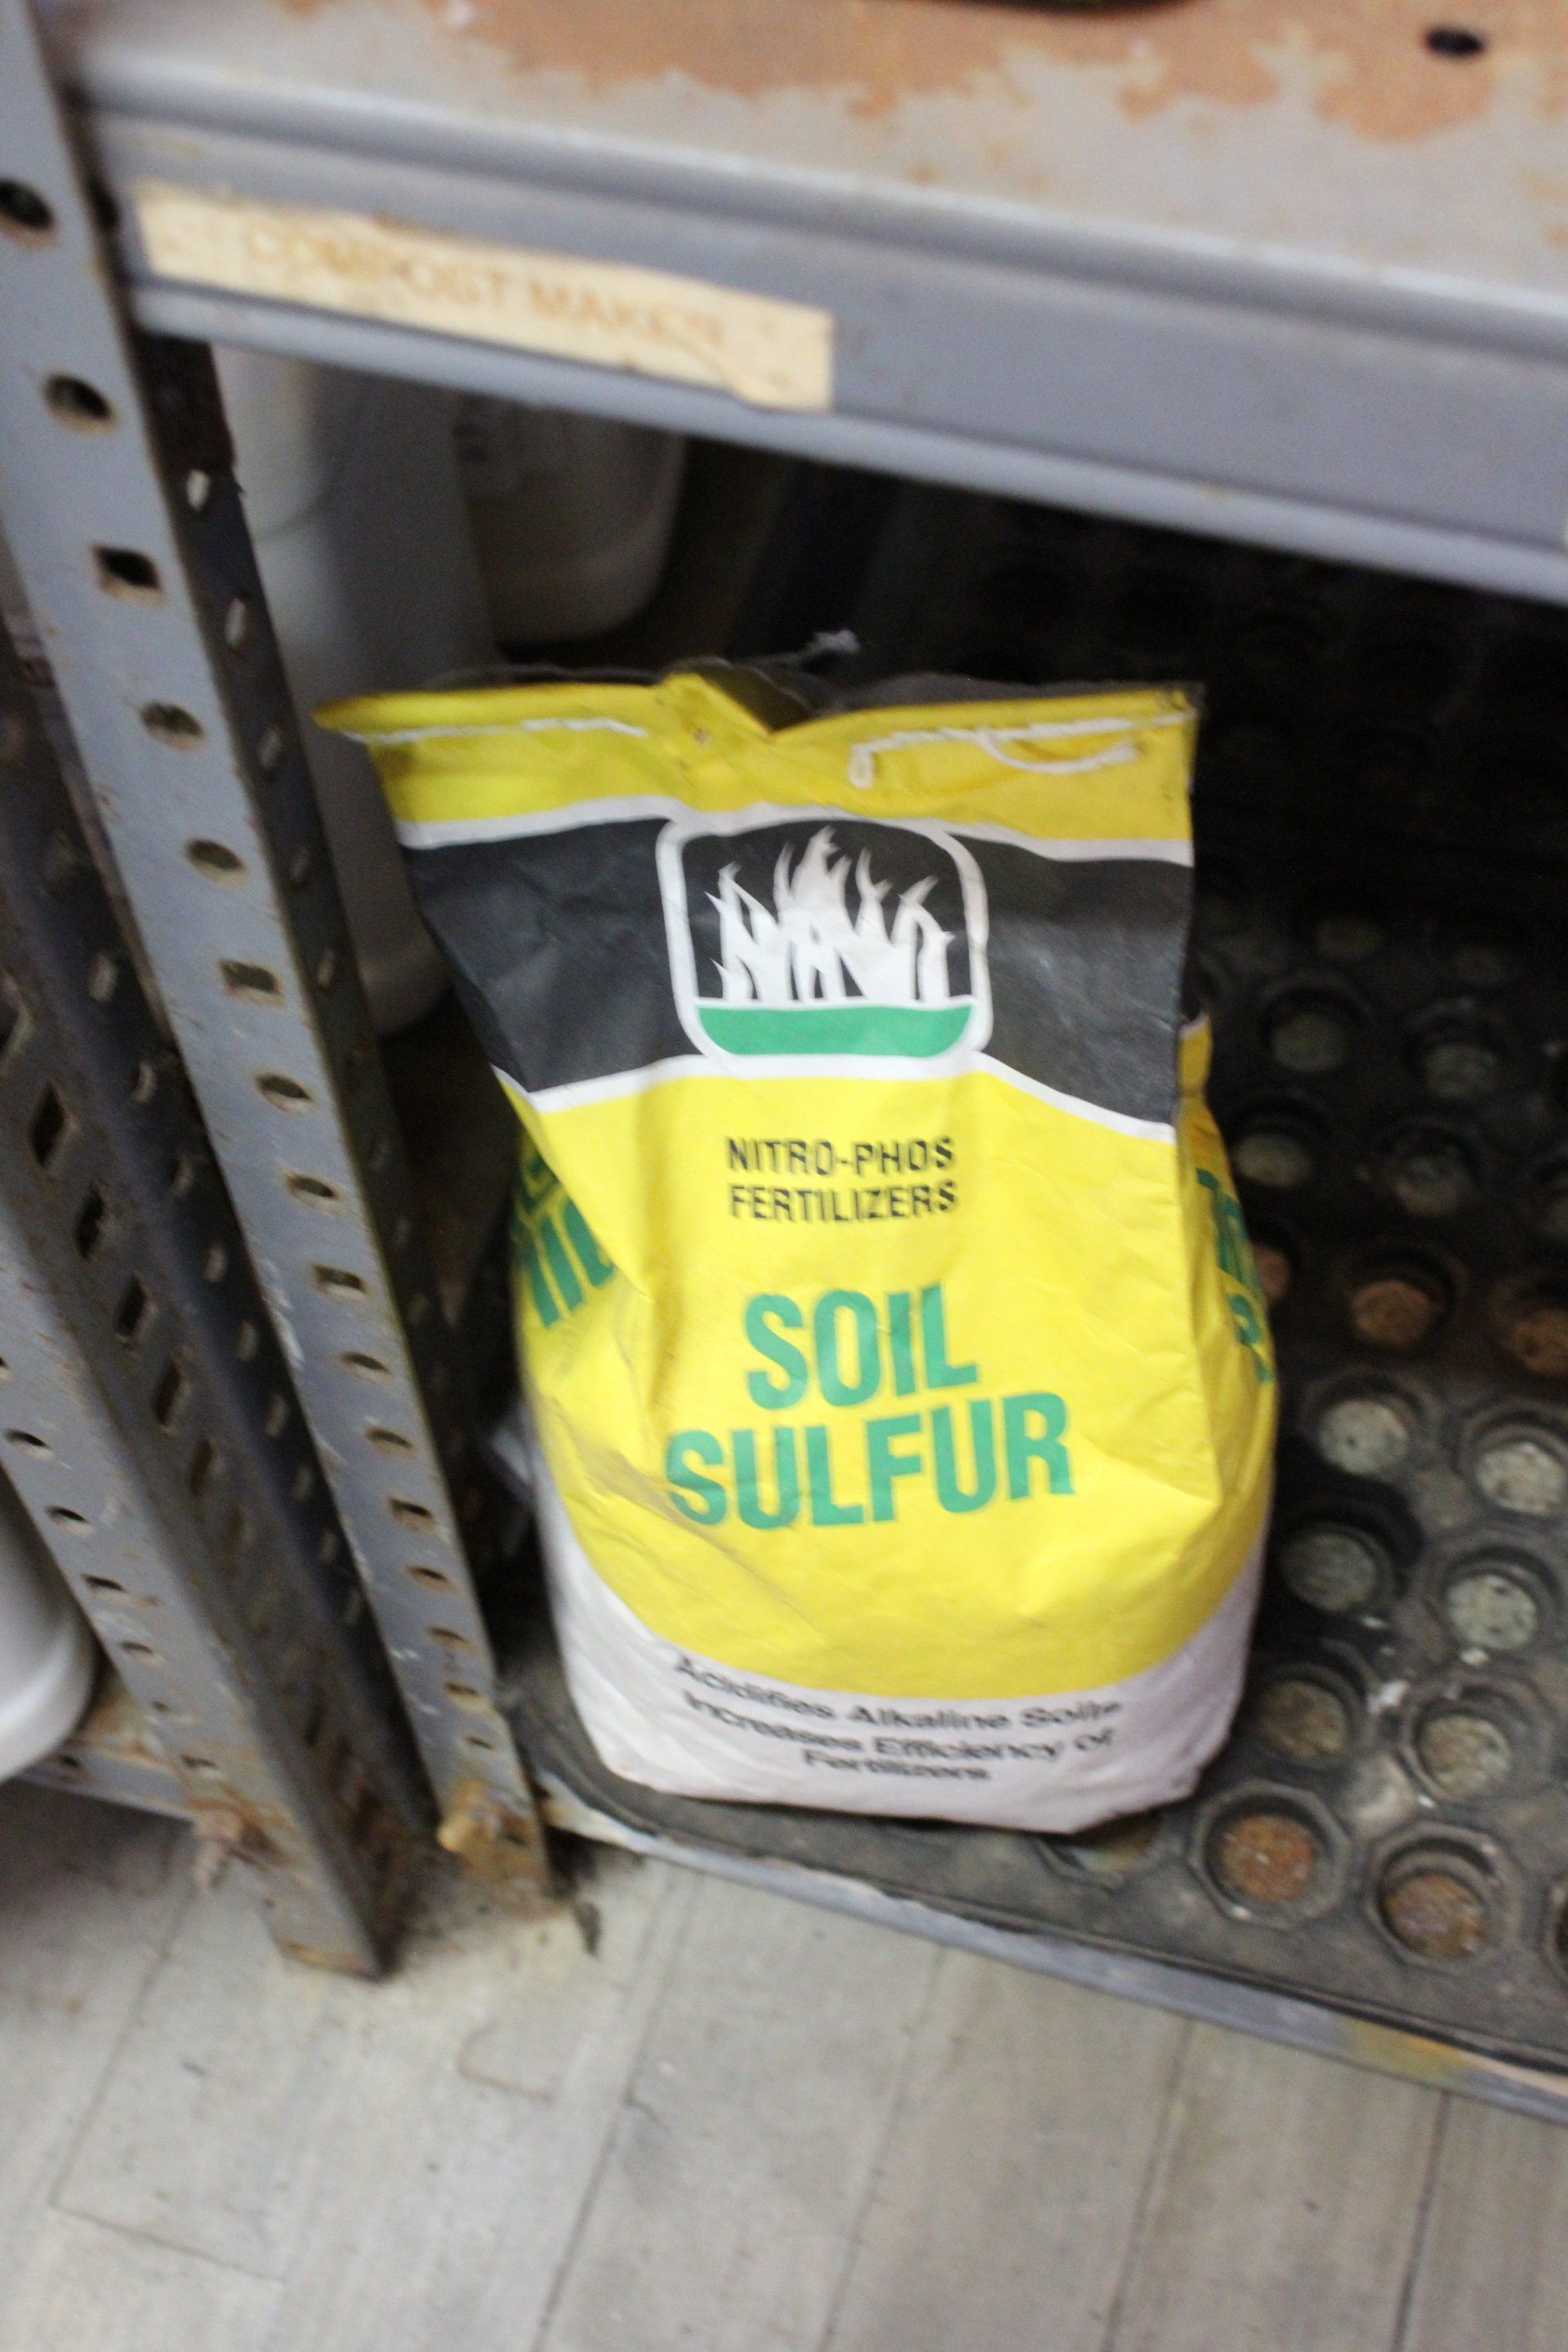 COMPOST MAKER
NITRO-PHOS
FERTILIZERS
SOIL
SULFUR
Acidifies Alkaline Soils
Increases Efficiency of
Fertilizers